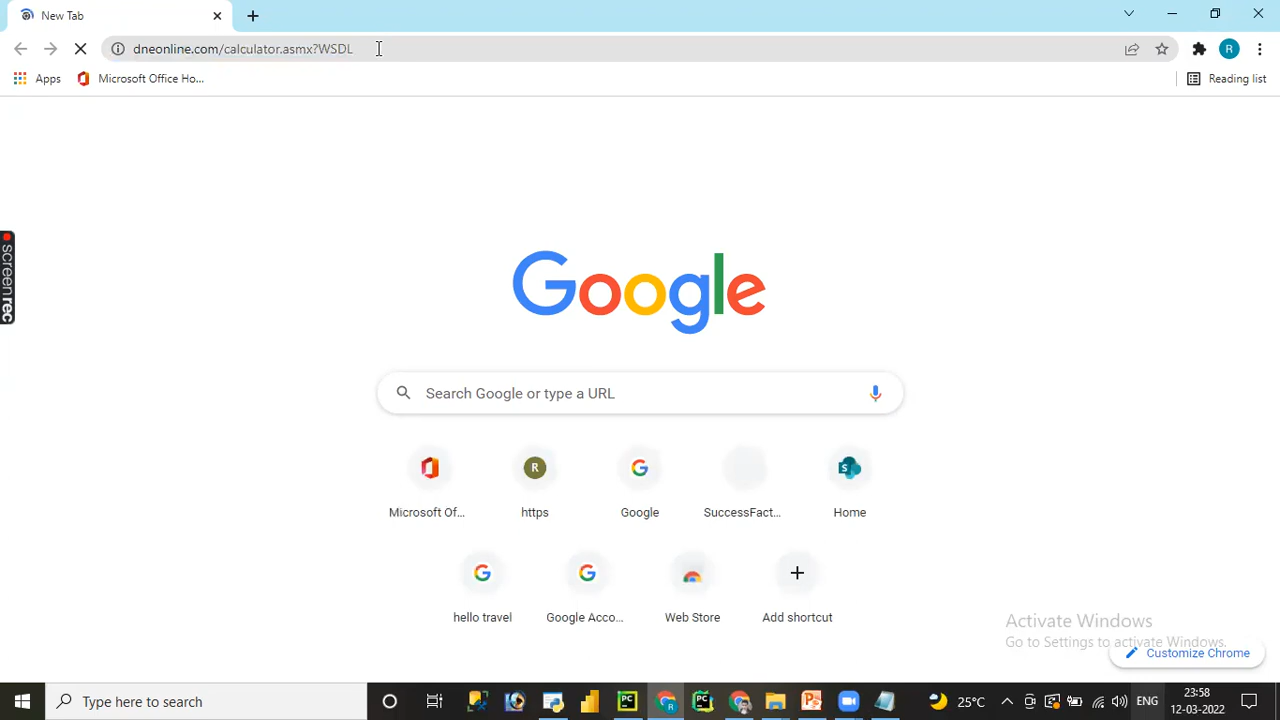 New Tab
dneonline.com/calculator.asmx?WSDL
R
Apps
Microsoft Office Ho...
Reading list
screenrec
Google
Search Google or type a URL
R
S
Microsoft Of...
https
Google
SuccessFact...
Home
hello travel
Google Acco...
Web Store
Add shortcut
Activate Windows
Go to Settings to activate Windows.
Customize Chrome
Type here to search
PC
R
PC
25°C
ENG
23:58
12-03-2022